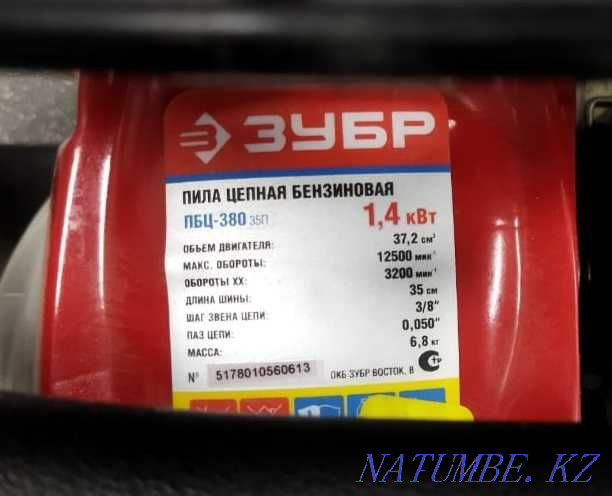 ЗУБР
ПИЛА ЦЕПНАЯ БЕНЗИНОВАЯ
ПБЦ-380 35П 1,4 кВт
ОБЪЕМ ДВИГАТЕЛЯ: 37,2 см³
МАКС. ОБОРОТЫ: 12500 мин⁻¹
ОБОРОТЫ ХХ: 3200 мин⁻¹
ДЛИНА ШИНЫ: 35 см
ШАГ ЗВЕНА ЦЕПИ: 3/8"
ПАЗ ЦЕПИ: 0,050"
МАССА: 6,8 кг
№ 5178010560613 ОКБ ЗУБР ВОСТОК. В
NATUMBE. KZ